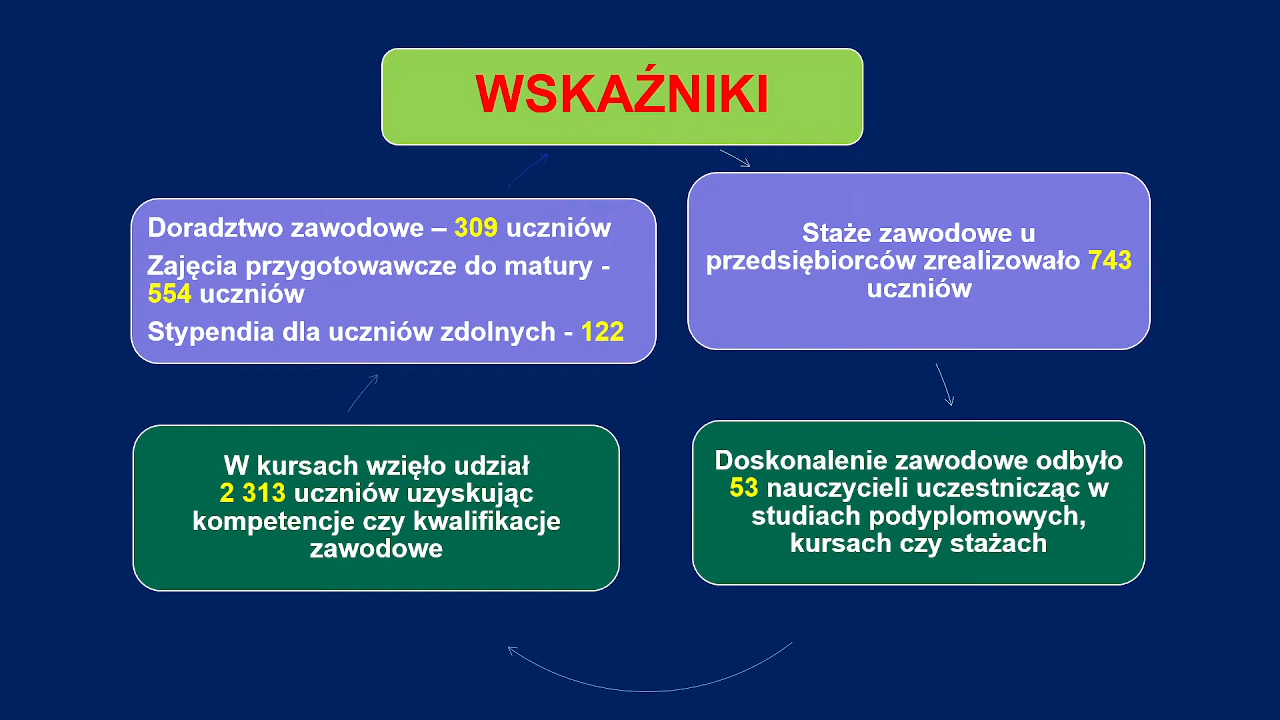 WSKAŹNIKI
Doradztwo zawodowe – 309 uczniów
Zajęcia przygotowawcze do matury -
554 uczniów
Stypendia dla uczniów zdolnych - 122
Staże zawodowe u
przedsiębiorców zrealizowało 743
uczniów
W kursach wzięło udział
2 313 uczniów uzyskując
kompetencje czy kwalifikacje
zawodowe
Doskonalenie zawodowe odbyło
53 nauczycieli uczestnicząc w
studiach podyplomowych,
kursach czy stażach